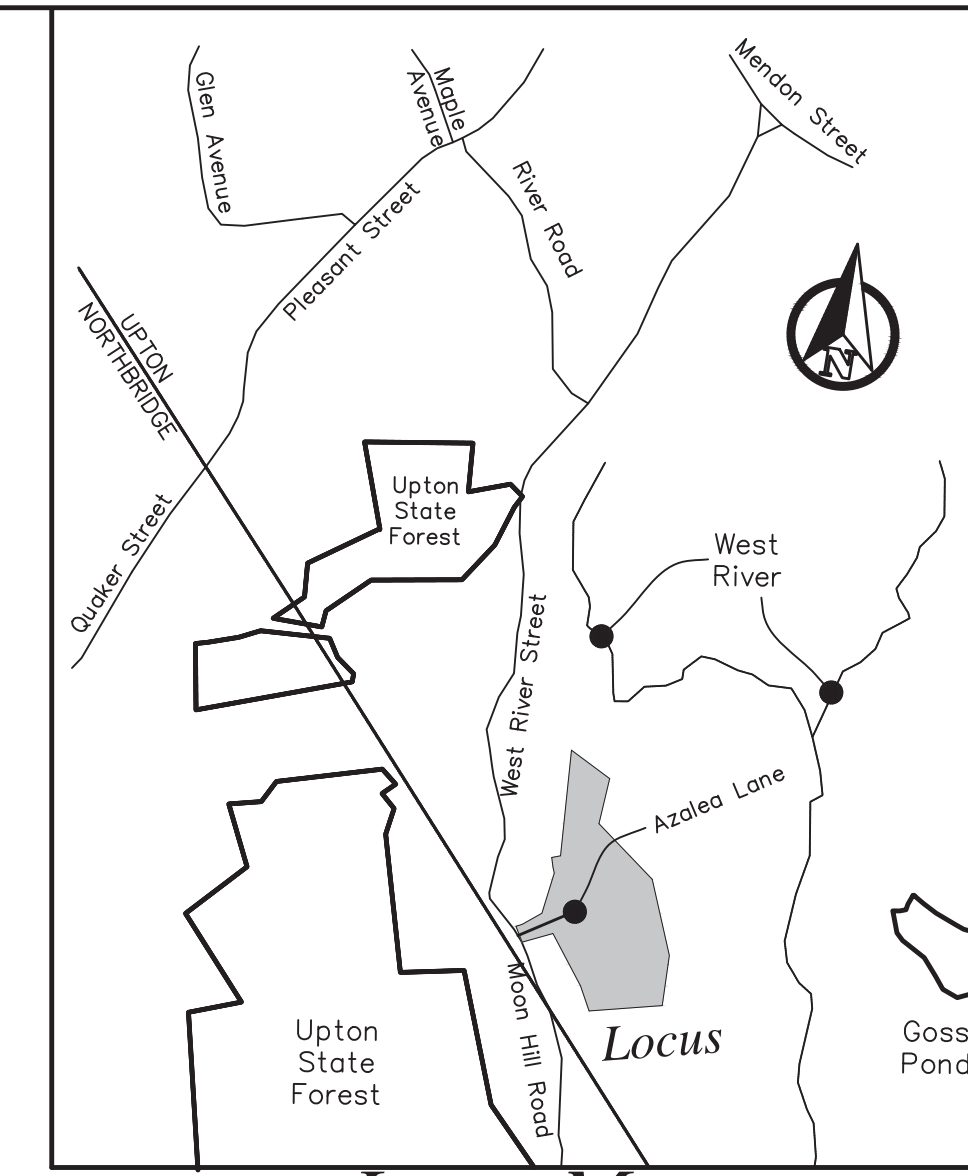 Glen Avenue
Maple
Avenue
Mendon Street
River Road
Pleasant Street
UPTON
NORTHBRIDGE
N
Quaker Street
Upton
State
Forest
West
River
West River Street
Azalea Lane
Moon Hill Road
Locus
Upton
State
Forest
Goss
Pond